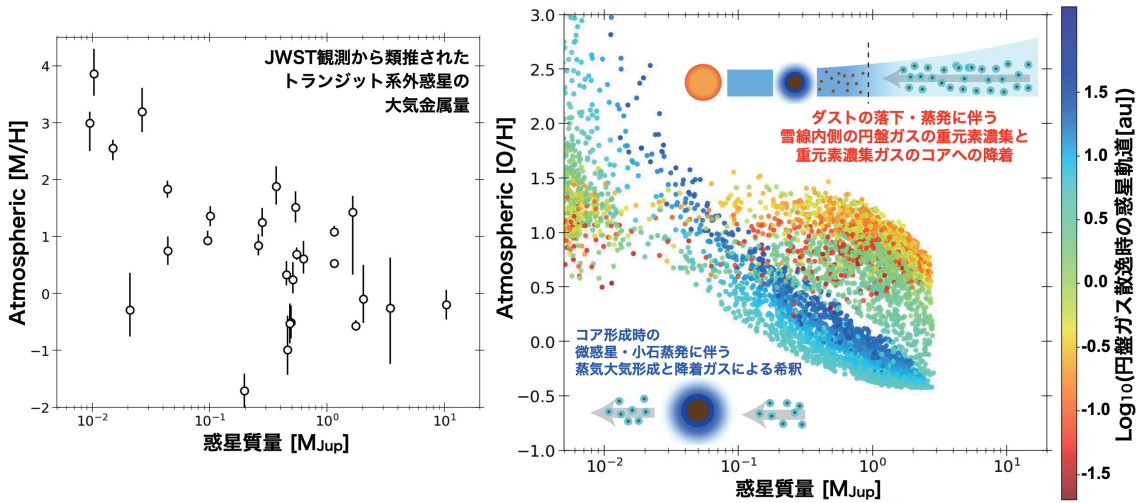 JWST観測から類推された
トランジット系外惑星の
大気金属量
Atmospheric [M/H]
4
3
2
1
0
−1
−2
10⁻²
10⁻¹
10⁰
10¹
惑星質量 [MJup]
ダストの落下・蒸発に伴う
雪線内側の円盤ガスの重元素濃集と
重元素濃集ガスのコアへの降着
コア形成時の
微惑星・小石蒸発に伴う
蒸気大気形成と降着ガスによる希釈
Atmospheric [O/H]
3.0
2.5
2.0
1.5
1.0
0.5
0.0
−0.5
−1.0
10⁻²
10⁻¹
10⁰
10¹
惑星質量 [MJup]
1.0
0.5
0.0
-0.5
-1.0
-1.5
Log₁₀(円盤ガス散逸時の惑星軌道[au])